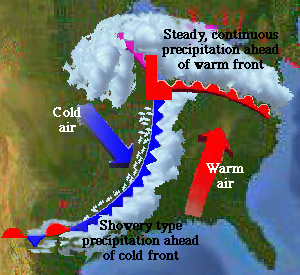 Steady, continuous
precipitation ahead
of warm front
Cold
air
Warm
air
Showery type
precipitation ahead
of cold front